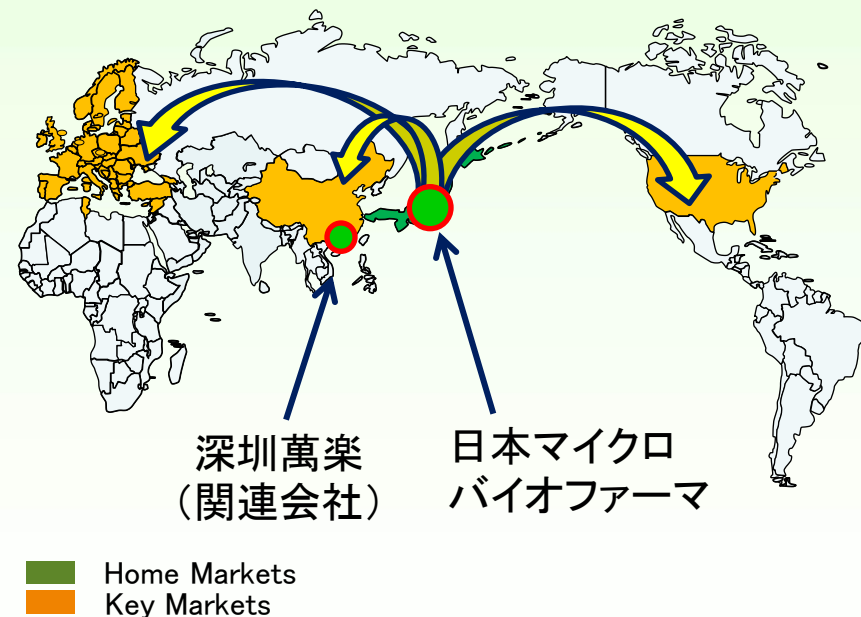 深圳萬楽
（関連会社）
日本マイクロ
バイオファーマ
Home Markets
Key Markets